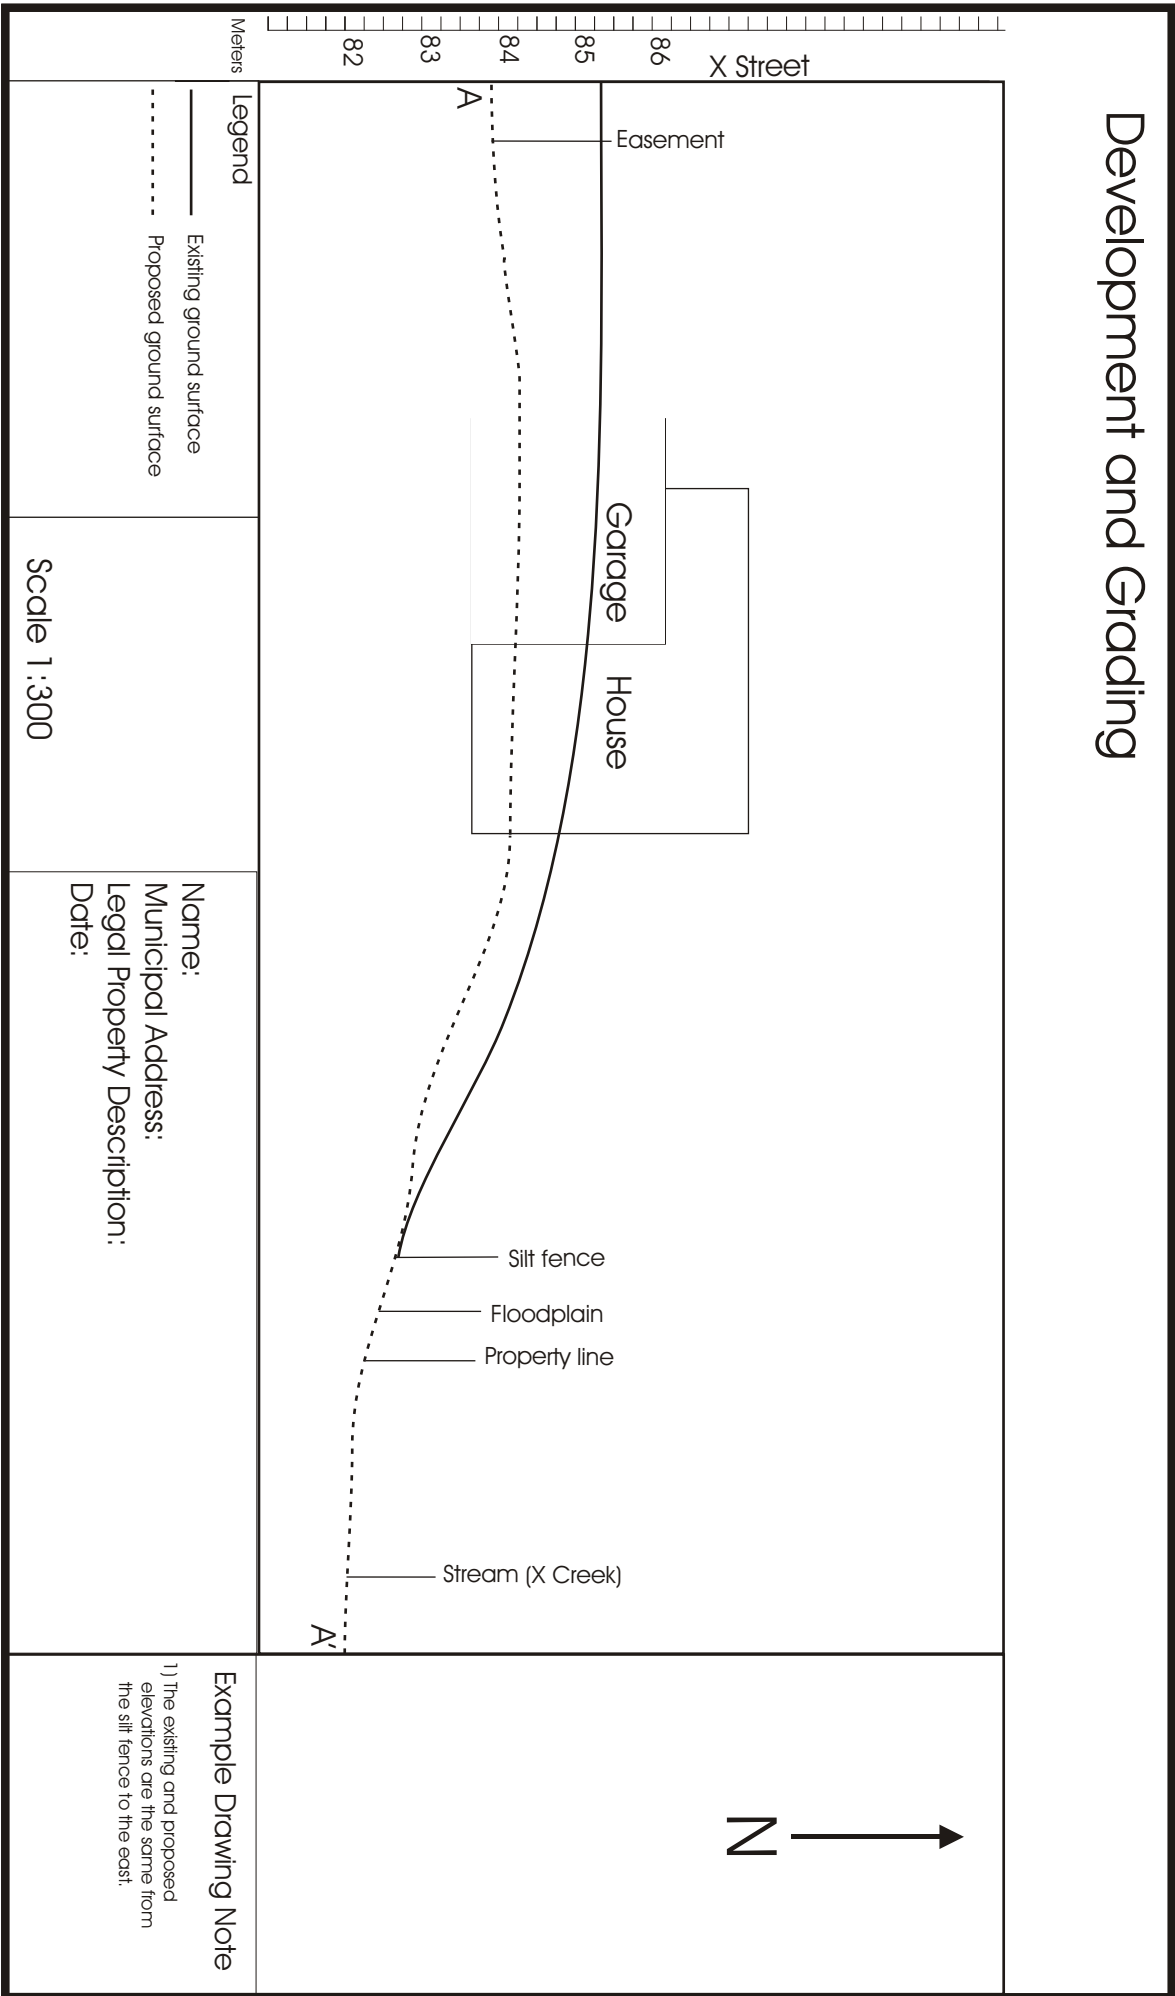 Development and Grading
X Street
86
85
84
83
82
Meters
A
Easement
Garage
House
Silt fence
Floodplain
Property line
Stream (X Creek)
A'
N
Legend
Existing ground surface
Proposed ground surface
Scale 1:300
Name:
Municipal Address:
Legal Property Description:
Date:
Example Drawing Note
1) The existing and proposed
elevations are the same from
the silt fence to the east.